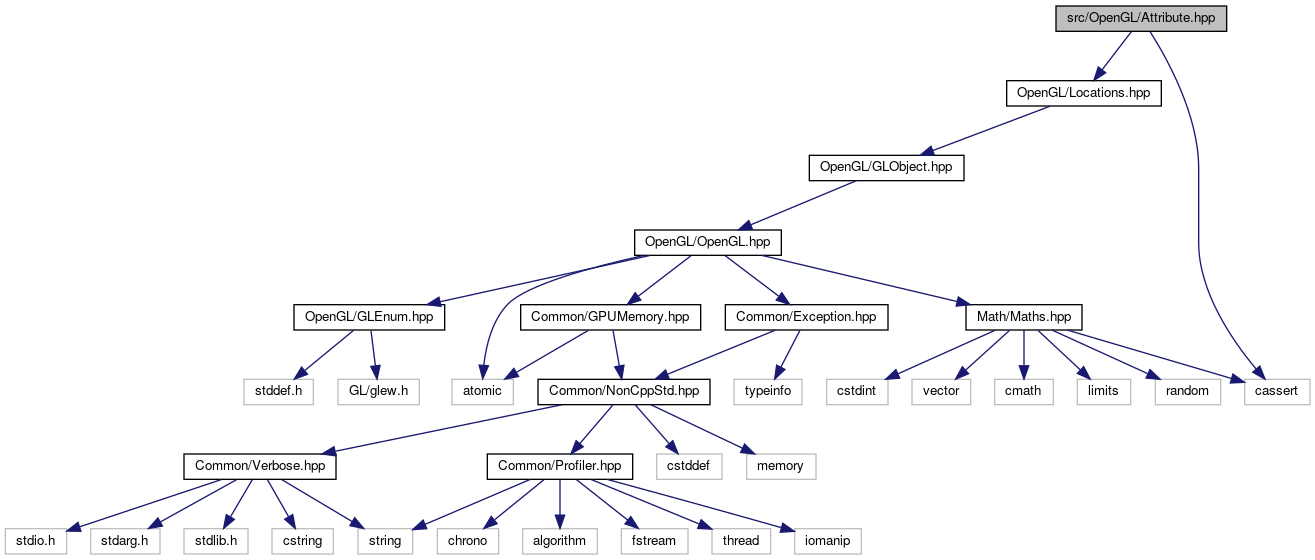 src/OpenGL/Attribute.hpp
OpenGL/Locations.hpp
OpenGL/GLObject.hpp
OpenGL/OpenGL.hpp
OpenGL/GLEnum.hpp
Common/GPUMemory.hpp
Common/Exception.hpp
Math/Maths.hpp
stddef.h
GL/glew.h
atomic
Common/NonCppStd.hpp
typeinfo
cstdint
vector
cmath
limits
random
cassert
Common/Verbose.hpp
Common/Profiler.hpp
cstddef
memory
stdio.h
stdarg.h
stdlib.h
cstring
string
chrono
algorithm
fstream
thread
iomanip